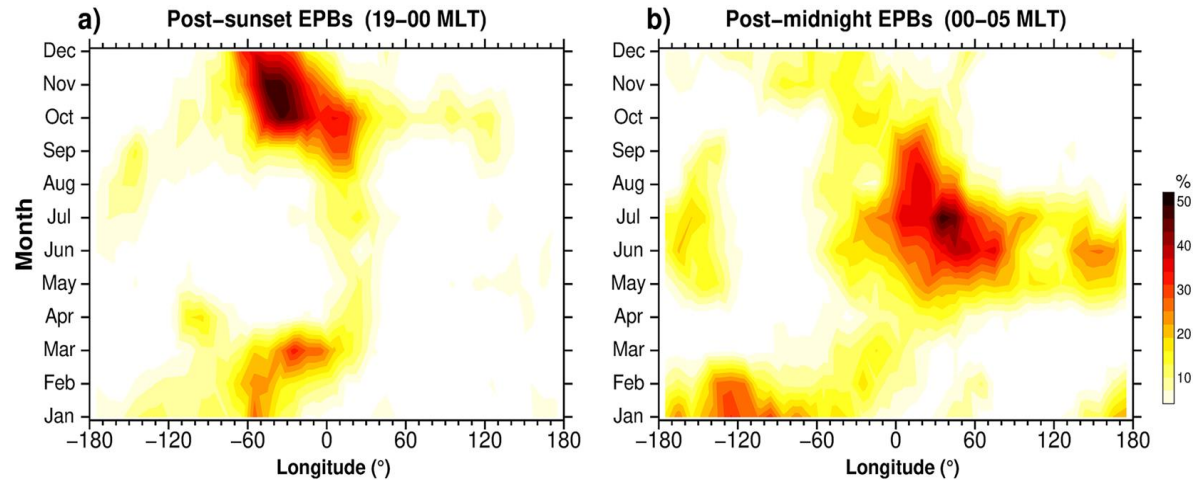 a) Post−sunset EPBs (19−00 MLT)
b) Post−midnight EPBs (00−05 MLT)
Month
Dec
Nov
Oct
Sep
Aug
Jul
Jun
May
Apr
Mar
Feb
Jan
−180 −120 −60 0 60 120 180
Longitude (°)
Dec
Nov
Oct
Sep
Aug
Jul
Jun
May
Apr
Mar
Feb
Jan
−180 −120 −60 0 60 120 180
Longitude (°)
%
50
40
30
20
10